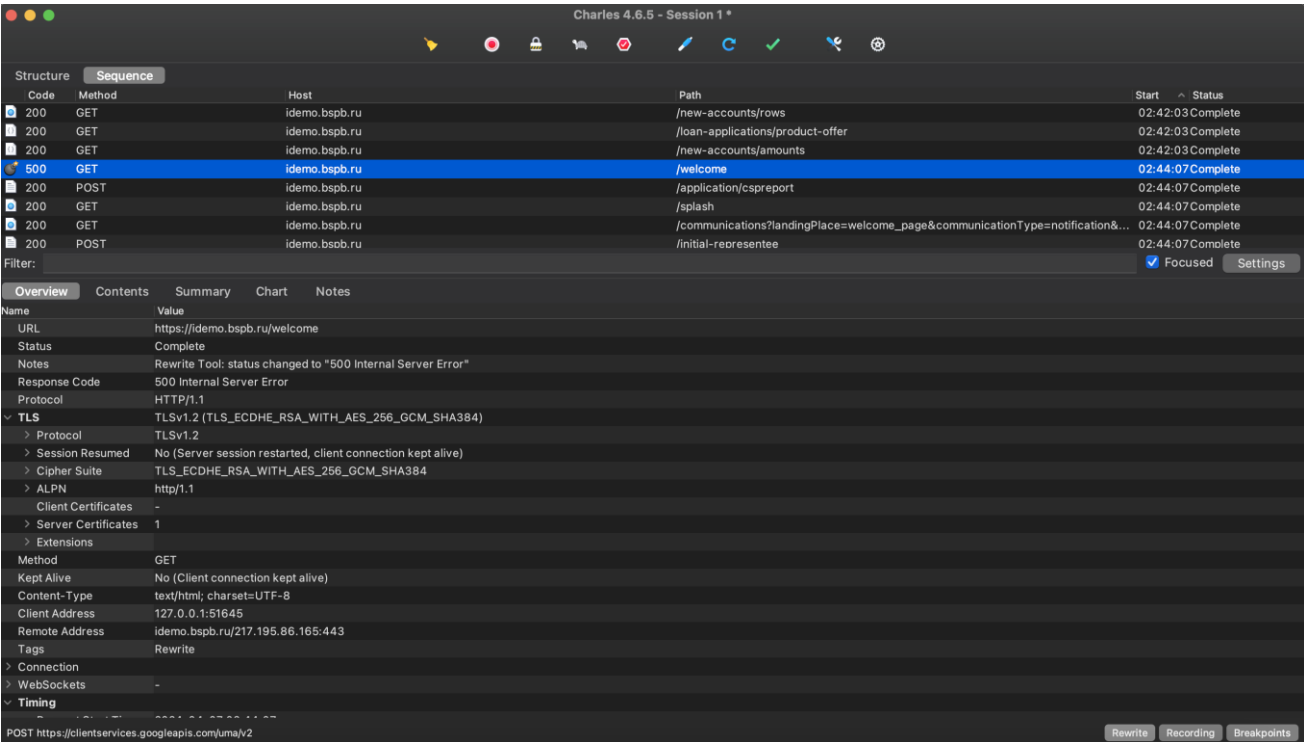 Charles 4.6.5 - Session 1 *
Structure Sequence
Code Method Host Path Start Status
200 GET idemo.bspb.ru /new-accounts/rows 02:42:03 Complete
200 GET idemo.bspb.ru /loan-applications/product-offer 02:42:03 Complete
200 GET idemo.bspb.ru /new-accounts/amounts 02:42:03 Complete
500 GET idemo.bspb.ru /welcome 02:44:07 Complete
200 POST idemo.bspb.ru /application/cspreport 02:44:07 Complete
200 GET idemo.bspb.ru /splash 02:44:07 Complete
200 GET idemo.bspb.ru /communications?landingPlace=welcome_page&communicationType=notification&... 02:44:07 Complete
200 POST idemo.bspb.ru /initial-representee 02:44:07 Complete
Filter: Focused Settings
Overview Contents Summary Chart Notes
Name Value
URL https://idemo.bspb.ru/welcome
Status Complete
Notes Rewrite Tool: status changed to "500 Internal Server Error"
Response Code 500 Internal Server Error
Protocol HTTP/1.1
TLS TLSv1.2 (TLS_ECDHE_RSA_WITH_AES_256_GCM_SHA384)
Protocol TLSv1.2
Session Resumed No (Server session restarted, client connection kept alive)
Cipher Suite TLS_ECDHE_RSA_WITH_AES_256_GCM_SHA384
ALPN http/1.1
Client Certificates -
Server Certificates 1
Extensions
Method GET
Kept Alive No (Client connection kept alive)
Content-Type text/html; charset=UTF-8
Client Address 127.0.0.1:51645
Remote Address idemo.bspb.ru/217.195.86.165:443
Tags Rewrite
Connection
WebSockets -
Timing
POST https://clientservices.googleapis.com/uma/v2 Rewrite Recording Breakpoints